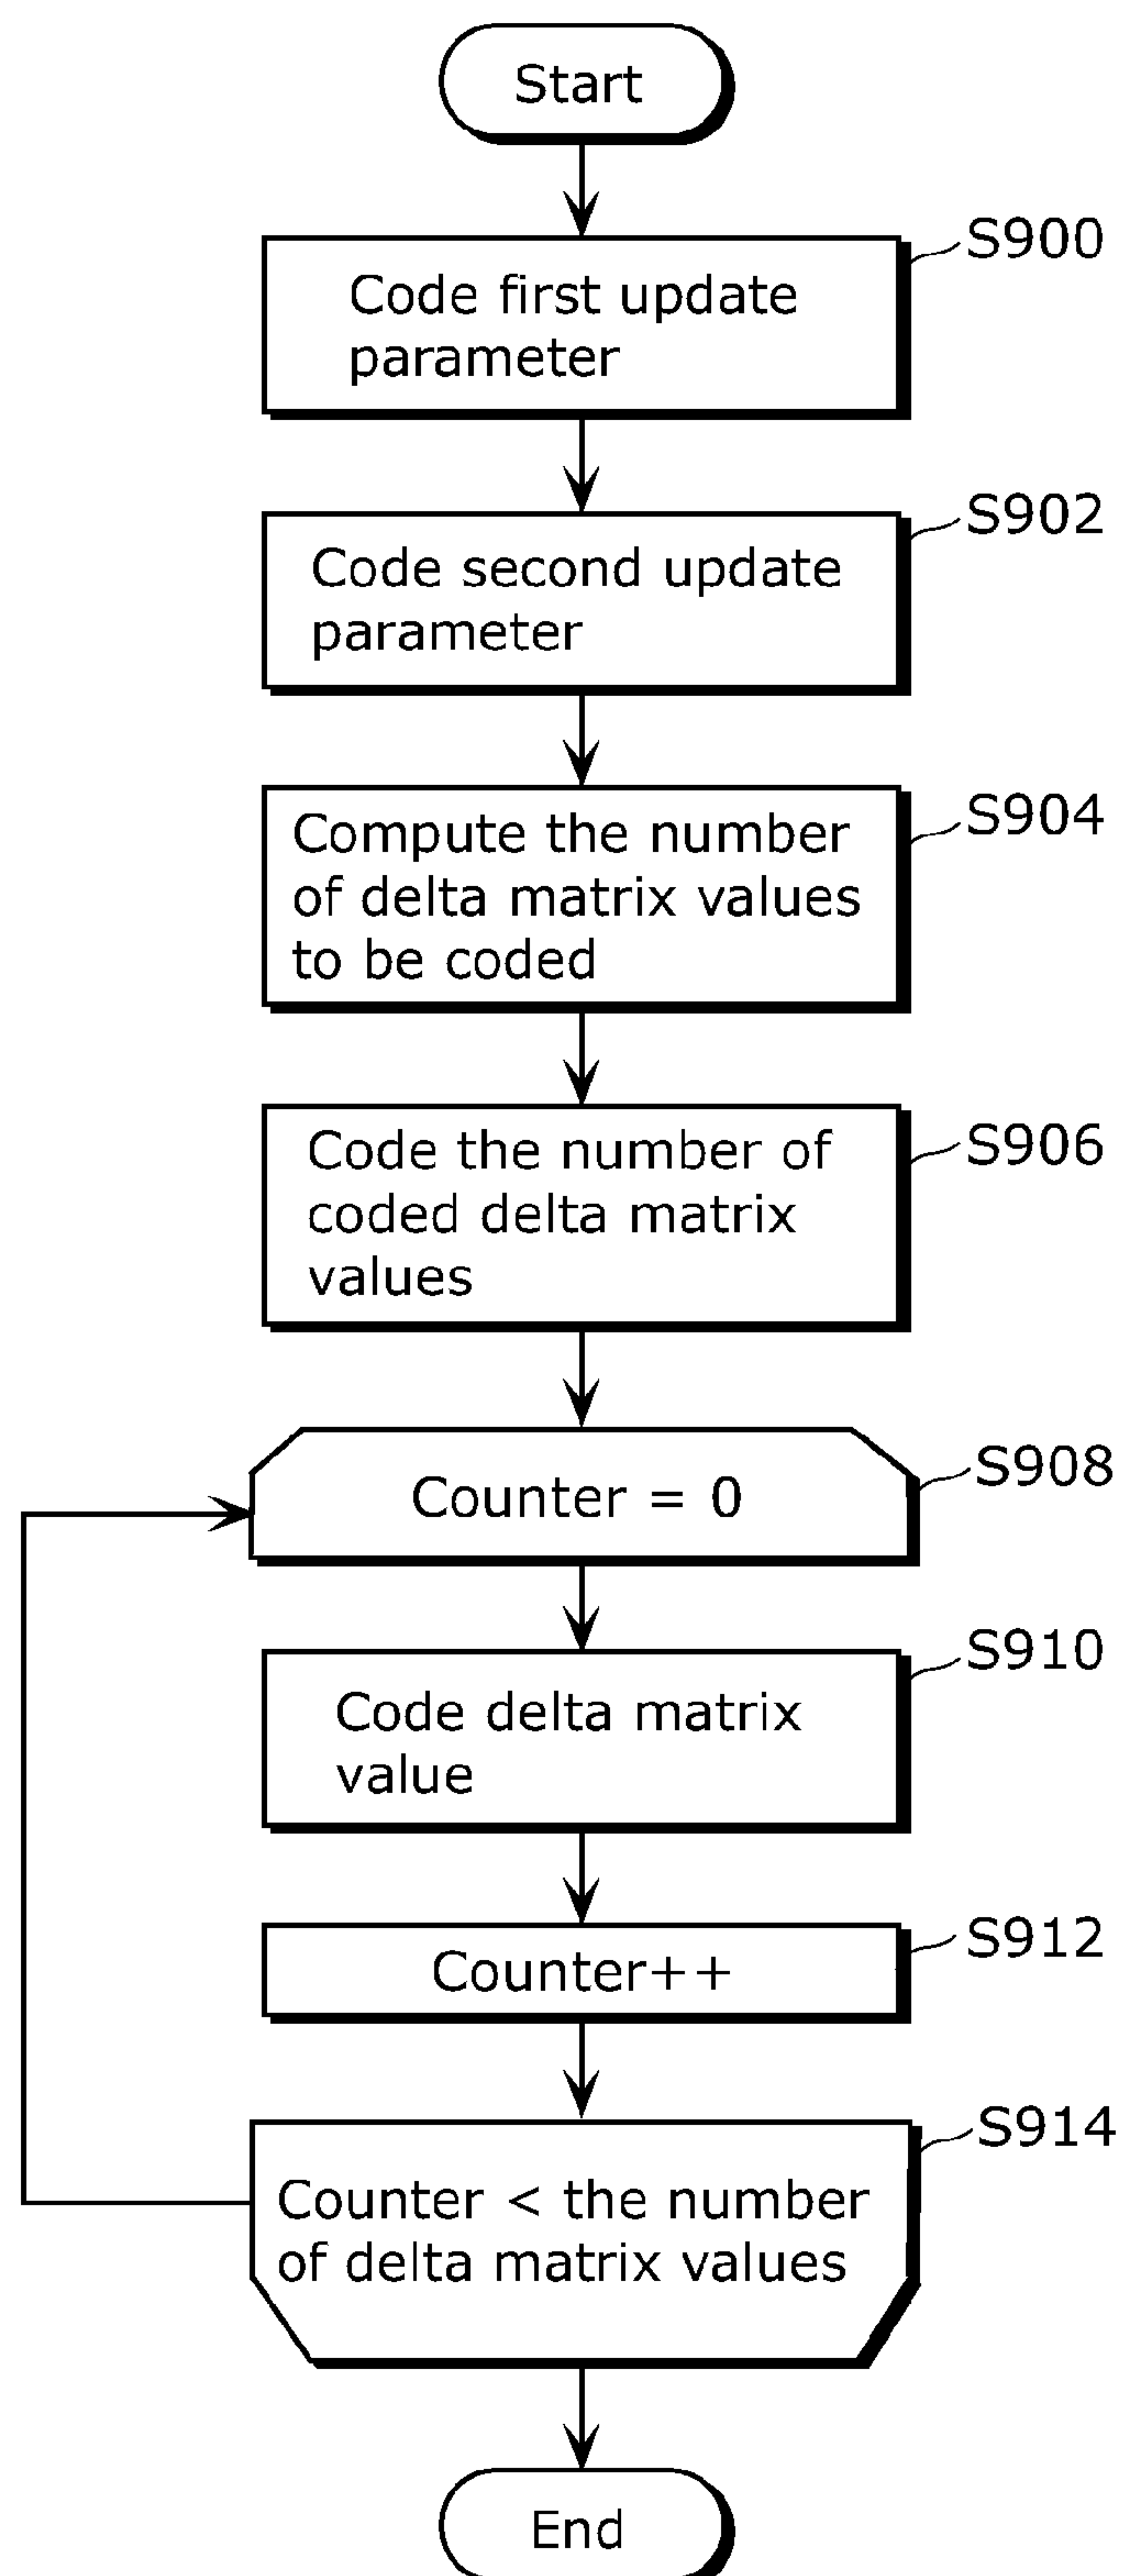 Start
S900
Code first update
parameter
S902
Code second update
parameter
S904
Compute the number
of delta matrix values
to be coded
S906
Code the number of
coded delta matrix
values
S908
Counter = 0
S910
Code delta matrix
value
S912
Counter++
S914
Counter < the number
of delta matrix values
End